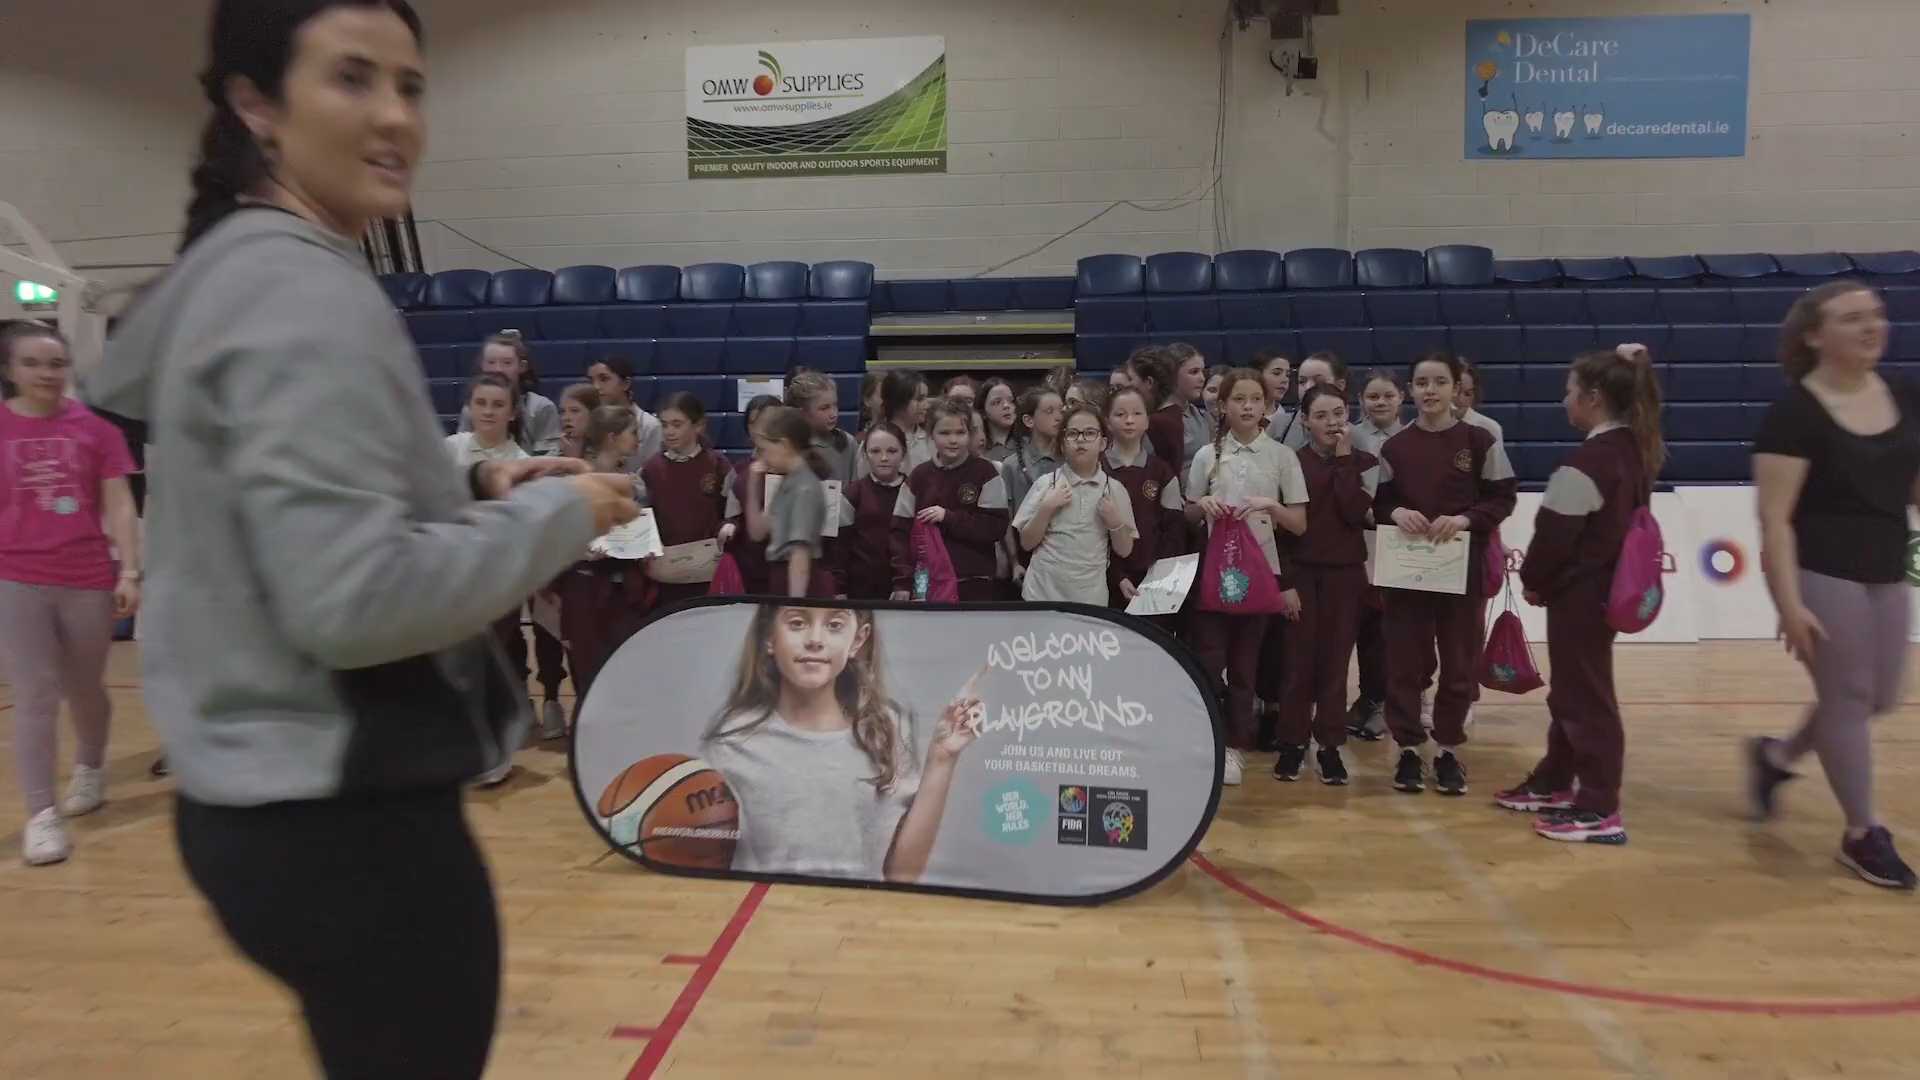 OMW SUPPLIES
www.omwsupplies.ie
PREMIER QUALITY INDOOR AND OUTDOOR SPORTS EQUIPMENT
DeCare
Dental
decaredental.ie
WELCOME
TO MY
PLAYGROUND.
JOIN US AND LIVE OUT
YOUR BASKETBALL DREAMS.
HER
WORLD.
HER
RULES
FIBA
#HERWORLDHERRULES